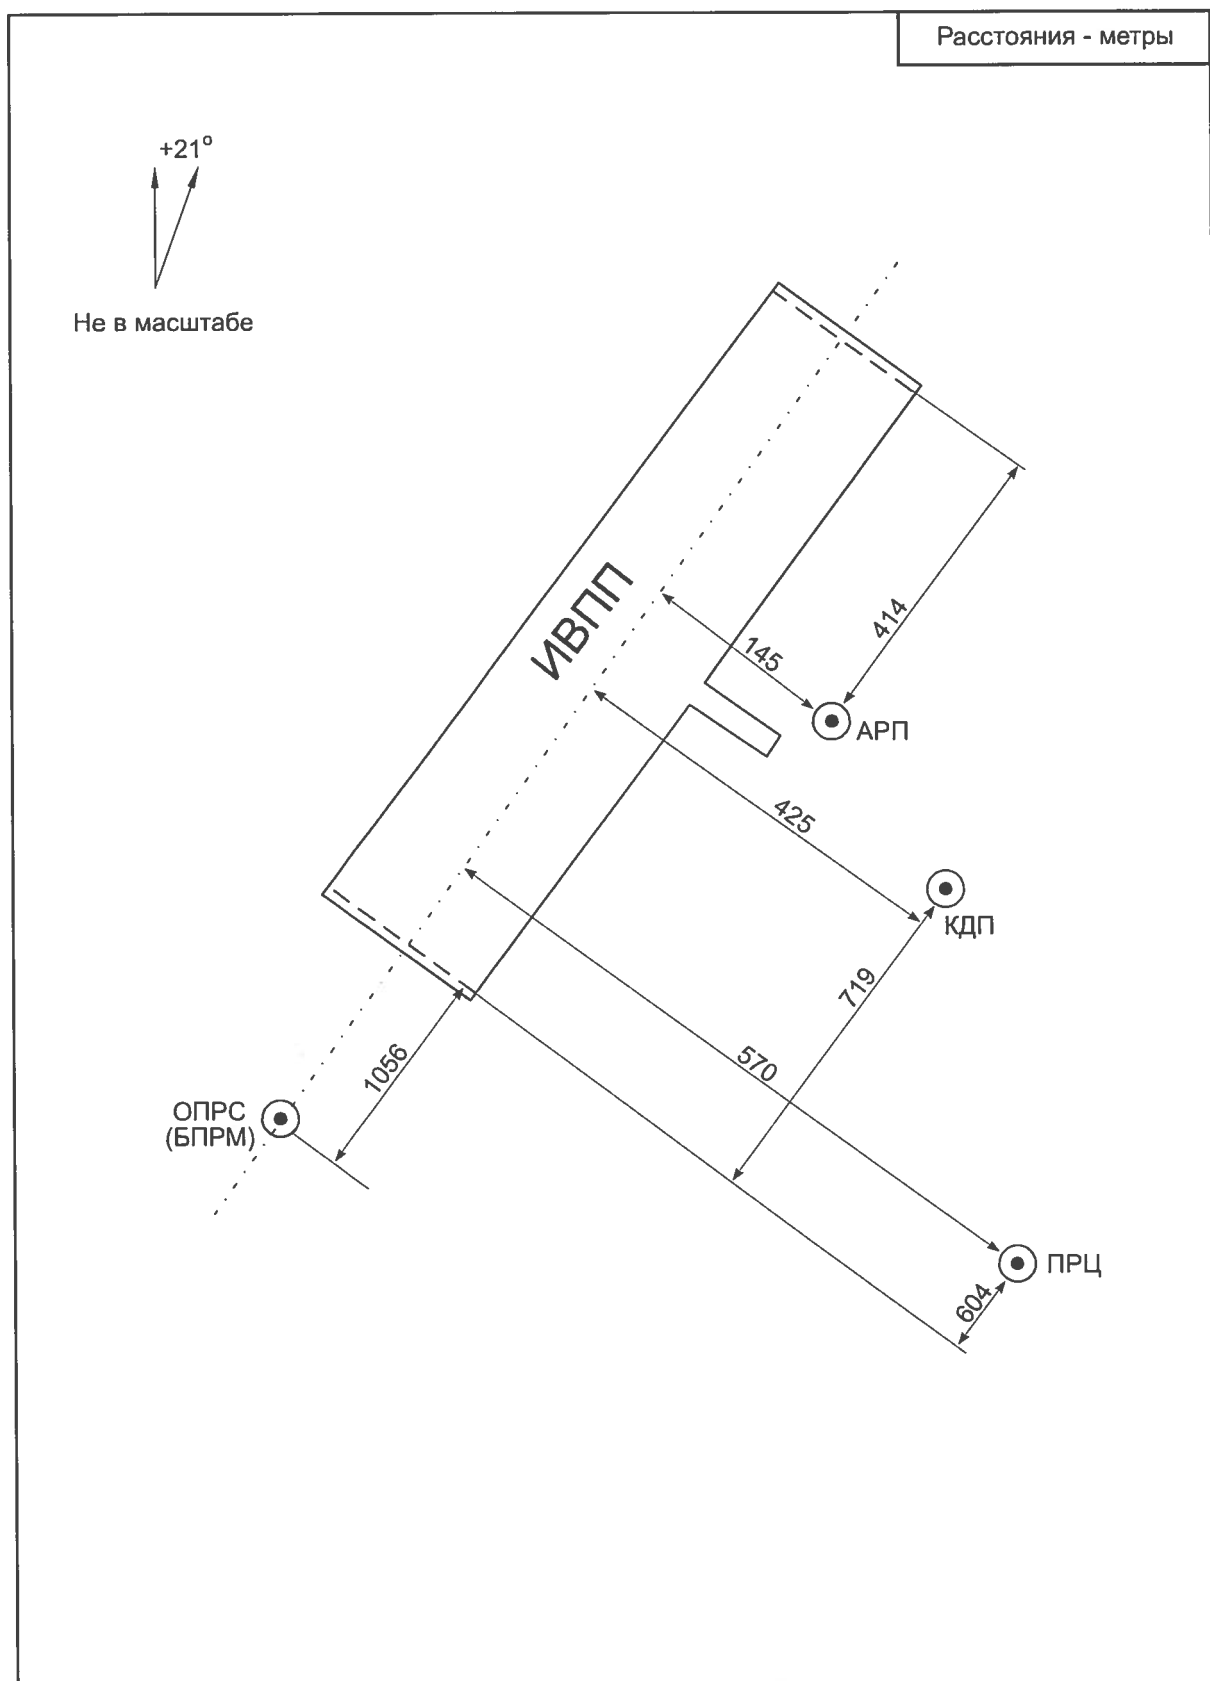 Расстояния - метры
+21°
Не в масштабе
ИВПП
414
145
АРП
425
КДП
719
1056
570
ОПРС
(БПРМ)
ПРЦ
604